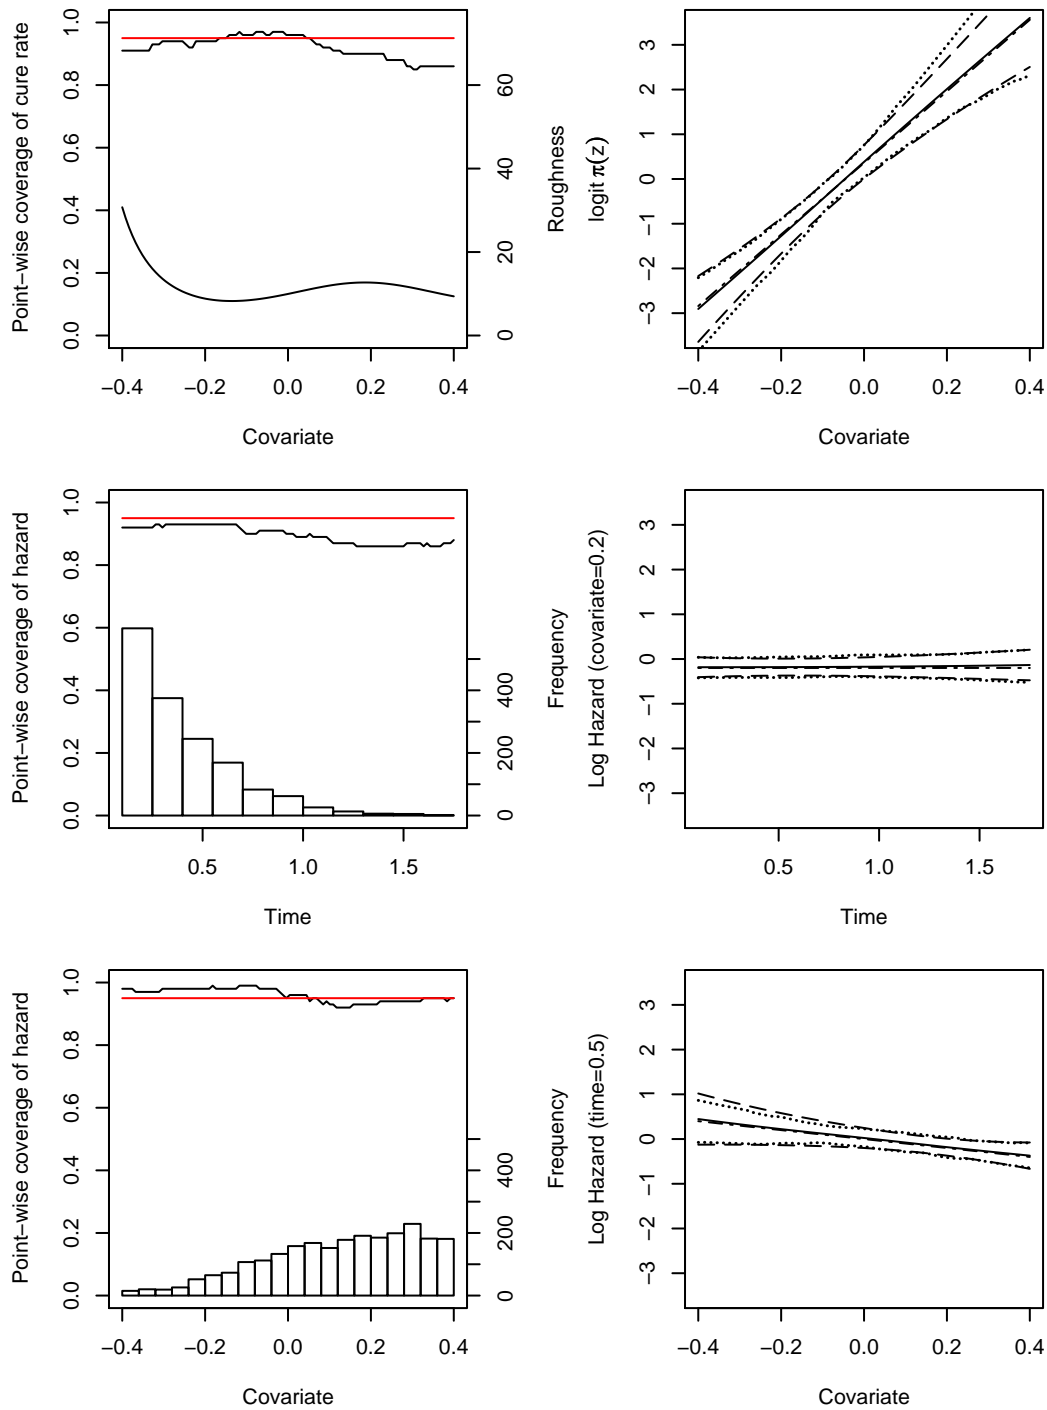 Point−wise coverage of cure rate
0.0 0.2 0.4 0.6 0.8 1.0
−0.4 −0.2 0.0 0.2 0.4
Covariate
0 20 40 60
Roughness
logit π(z)
−3 −2 −1 0 1 2 3
−0.4 −0.2 0.0 0.2 0.4
Covariate
Point−wise coverage of hazard
0.0 0.2 0.4 0.6 0.8 1.0
0.5 1.0 1.5
Time
0 200 400
Frequency
Log Hazard (covariate=0.2)
−3 −2 −1 0 1 2 3
0.5 1.0 1.5
Time
Point−wise coverage of hazard
0.0 0.2 0.4 0.6 0.8 1.0
−0.4 −0.2 0.0 0.2 0.4
Covariate
0 200 400
Frequency
Log Hazard (time=0.5)
−3 −2 −1 0 1 2 3
−0.4 −0.2 0.0 0.2 0.4
Covariate